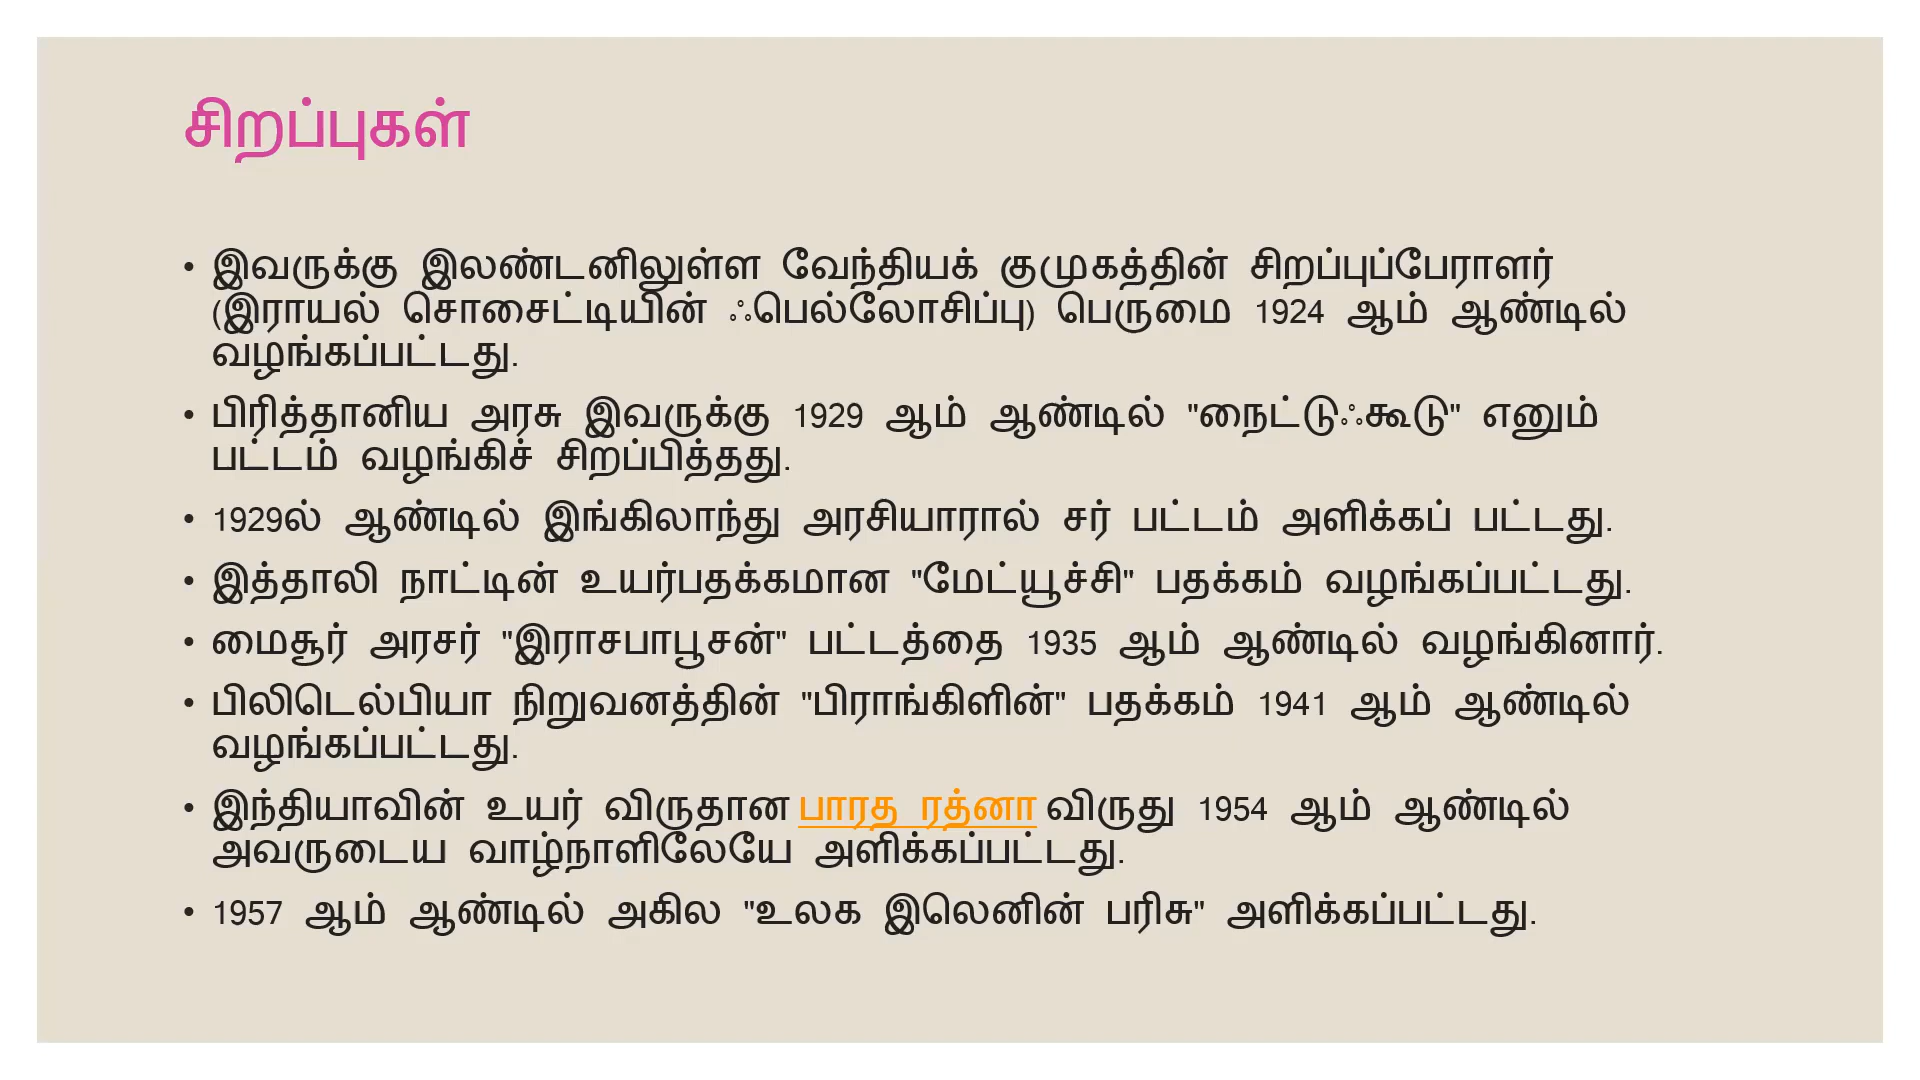 சிறப்புகள்
• இவருக்கு இலண்டனிலுள்ள வேந்தியக் குமுகத்தின் சிறப்புப்பேராளர்
(இராயல் சொசைட்டியின் ஃபெல்லோசிப்பு) பெருமை 1924 ஆம் ஆண்டில்
வழங்கப்பட்டது.
• பிரித்தானிய அரசு இவருக்கு 1929 ஆம் ஆண்டில் "நைட்டுஃகூடு" எனும்
பட்டம் வழங்கிச் சிறப்பித்தது.
• 1929ல் ஆண்டில் இங்கிலாந்து அரசியாரால் சர் பட்டம் அளிக்கப் பட்டது.
• இத்தாலி நாட்டின் உயர்பதக்கமான "மேட்யூச்சி" பதக்கம் வழங்கப்பட்டது.
• மைசூர் அரசர் "இராசபாபூசன்" பட்டத்தை 1935 ஆம் ஆண்டில் வழங்கினார்.
• பிலிடெல்பியா நிறுவனத்தின் "பிராங்கிளின்" பதக்கம் 1941 ஆம் ஆண்டில்
வழங்கப்பட்டது.
• இந்தியாவின் உயர் விருதான பாரத ரத்னா விருது 1954 ஆம் ஆண்டில்
அவருடைய வாழ்நாளிலேயே அளிக்கப்பட்டது.
• 1957 ஆம் ஆண்டில் அகில "உலக இலெனின் பரிசு" அளிக்கப்பட்டது.